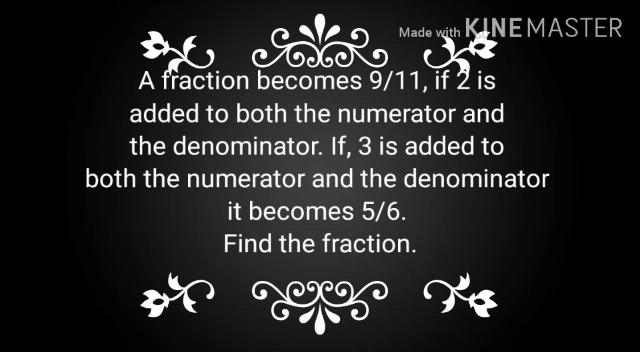 Made with KINEMASTER
A fraction becomes 9/11, if 2 is
added to both the numerator and
the denominator. If, 3 is added to
both the numerator and the denominator
it becomes 5/6.
Find the fraction.